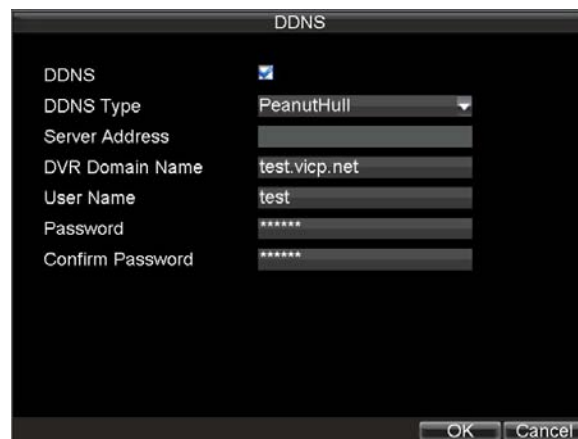 DDNS
DDNS
DDNS Type PeanutHull
Server Address
DVR Domain Name test.vicp.net
User Name test
Password ******
Confirm Password ******
OK Cancel